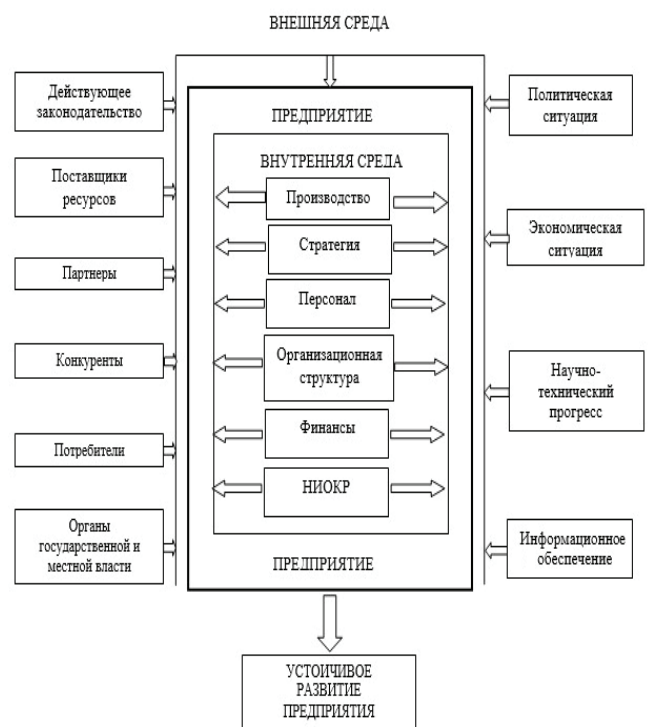 ВНЕШНЯЯ СРЕДА
Действующее
законодательство
Поставщики
ресурсов
Партнеры
Конкуренты
Потребители
Органы
государственной и
местной власти
ПРЕДПРИЯТИЕ
ВНУТРЕННЯЯ СРЕДА
Производство
Стратегия
Персонал
Организационная
структура
Финансы
НИОКР
ПРЕДПРИЯТИЕ
Политическая
ситуация
Экономическая
ситуация
Научно-
технический
прогресс
Информационное
обеспечение
УСТОИЧИВОЕ
РАЗВИТИЕ
ПРЕДПРИЯТИЯ